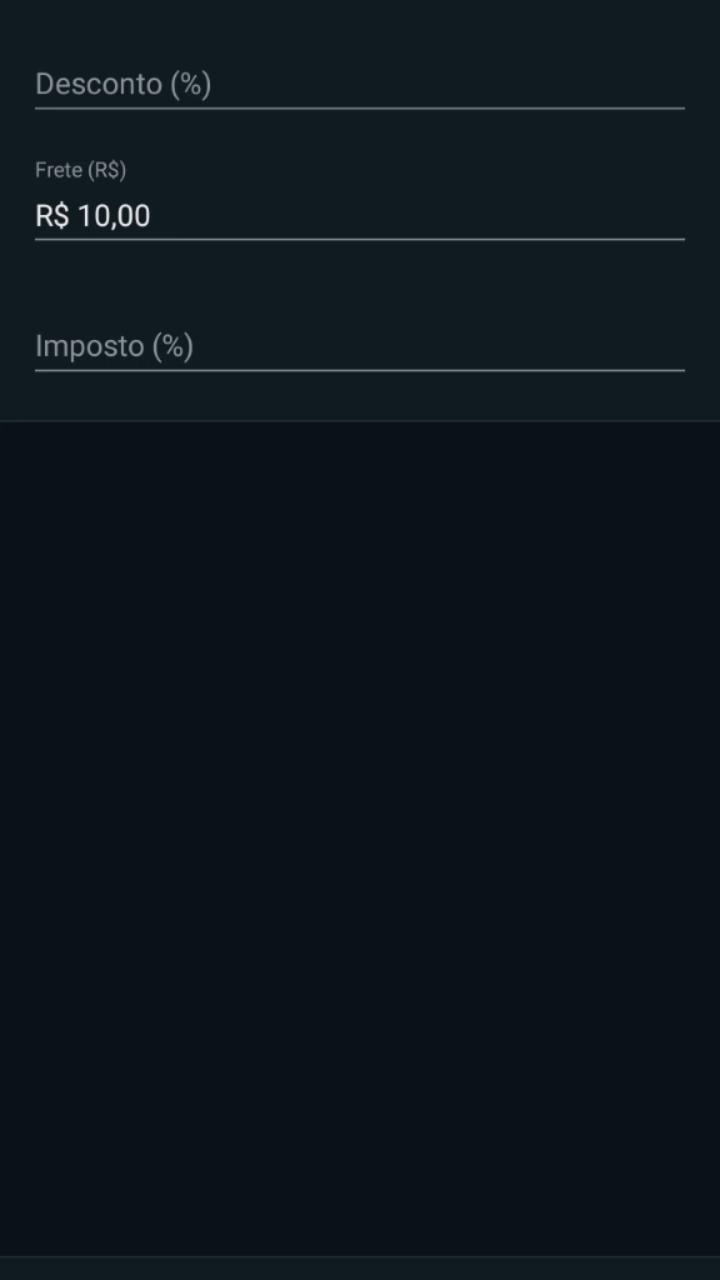 Desconto (%)
Frete (R$)
R$ 10,00
Imposto (%)